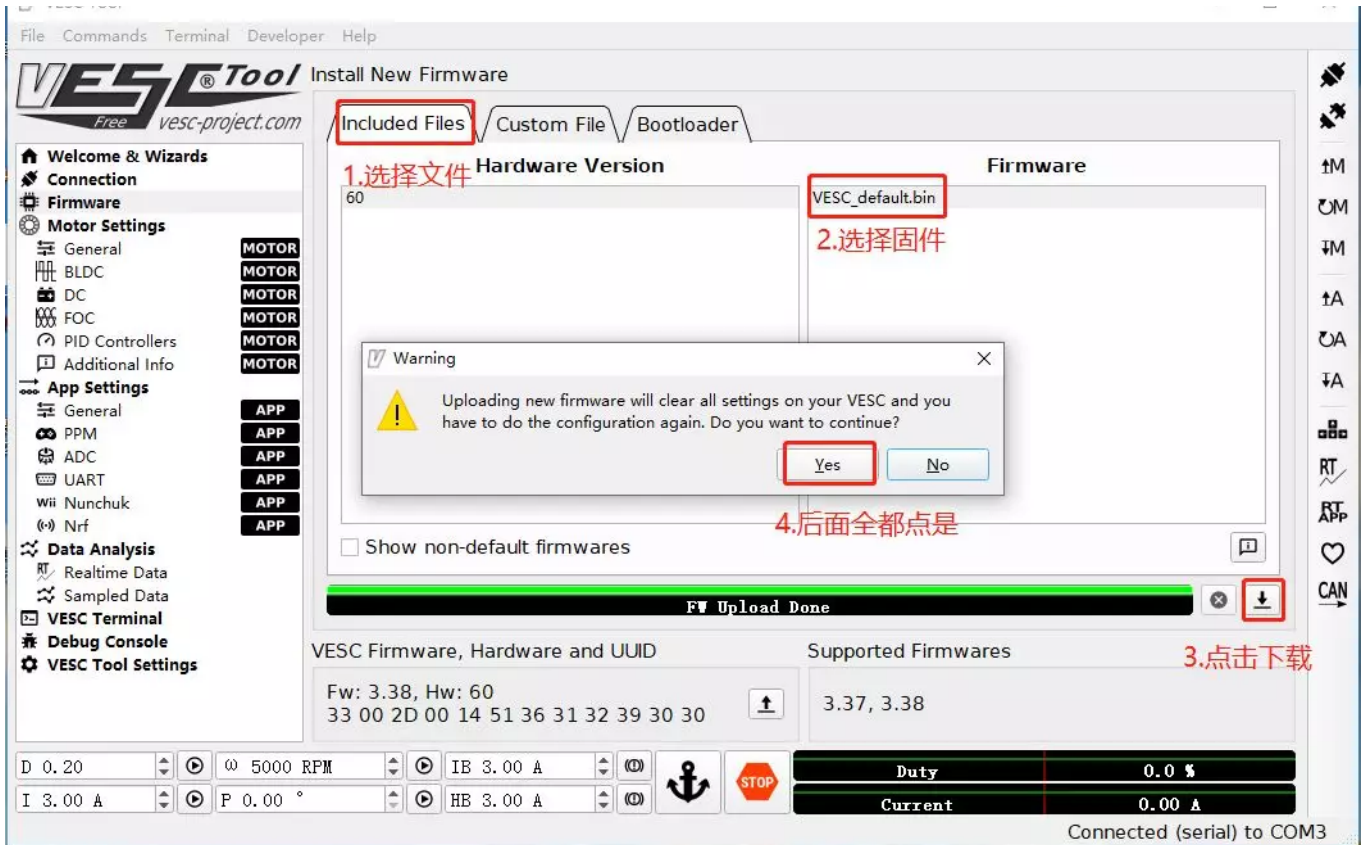 VESC Tool
File Commands Terminal Developer Help
VESC® Tool
Free vesc-project.com
Install New Firmware
Included Files Custom File Bootloader
1.选择文件
Hardware Version Firmware
60 VESC_default.bin
2.选择固件
Welcome & Wizards
Connection
Firmware
Motor Settings
General MOTOR
BLDC MOTOR
DC MOTOR
FOC MOTOR
PID Controllers MOTOR
Additional Info MOTOR
App Settings
General APP
PPM APP
ADC APP
UART APP
Wii Nunchuk APP
Nrf APP
Data Analysis
RT Realtime Data
Sampled Data
VESC Terminal
Debug Console
VESC Tool Settings
Warning
Uploading new firmware will clear all settings on your VESC and you
have to do the configuration again. Do you want to continue?
Yes No
4.后面全都点是
Show non-default firmwares
FW Upload Done
3.点击下载
VESC Firmware, Hardware and UUID Supported Firmwares
Fw: 3.38, Hw: 60
33 00 2D 00 14 51 36 31 32 39 30 30
3.37, 3.38
M
M
M
A
A
A
RT
RT
APP
CAN
D 0.20 ω 5000 RPM IB 3.00 A
I 3.00 A P 0.00 ° HB 3.00 A
STOP
Duty 0.0 %
Current 0.00 A
Connected (serial) to COM3